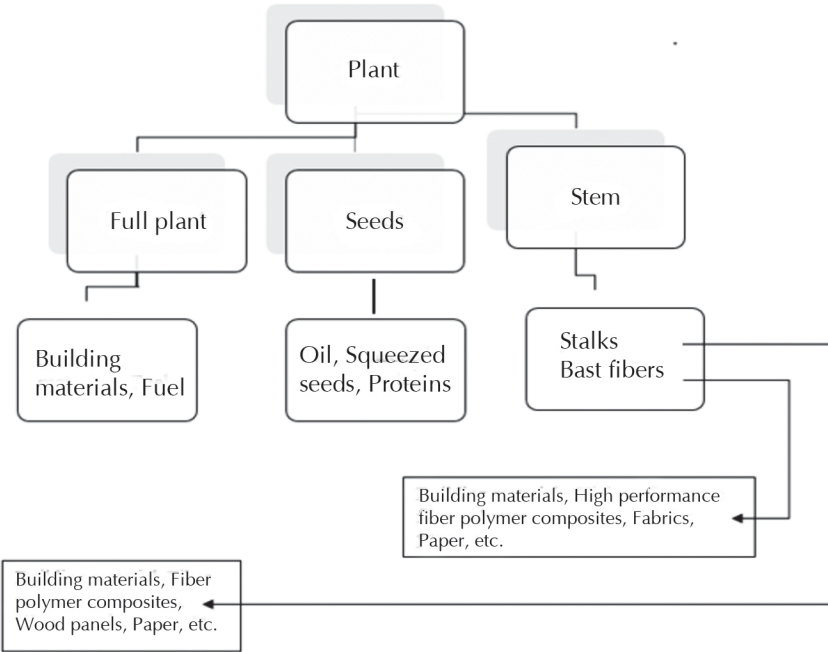 Plant
Full plant
Seeds
Stem
Building
materials, Fuel
Oil, Squeezed
seeds, Proteins
Stalks
Bast fibers
Building materials, High performance
fiber polymer composites, Fabrics,
Paper, etc.
Building materials, Fiber
polymer composites,
Wood panels, Paper, etc.